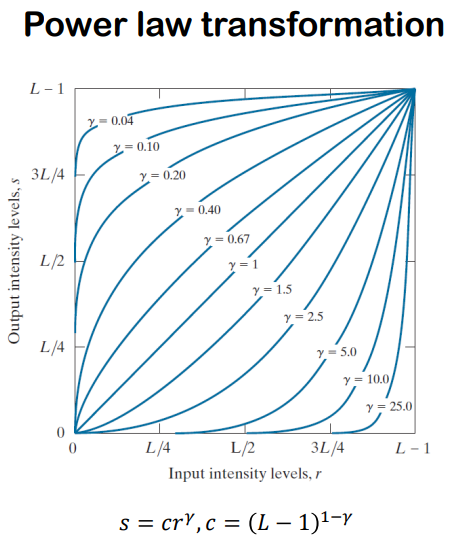 Power law transformation
L − 1
γ = 0.04
γ = 0.10
3L/4
γ = 0.20
γ = 0.40
γ = 0.67
L/2
γ = 1
γ = 1.5
γ = 2.5
L/4
γ = 5.0
γ = 10.0
γ = 25.0
0
0
L/4
L/2
3L/4
L − 1
Output intensity levels, s
Input intensity levels, r
s = crᵞ, c = (L − 1)¹⁻ᵞ